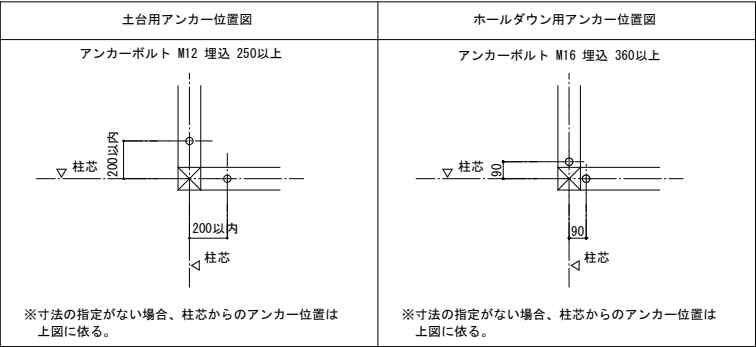 土台用アンカー位置図
アンカーボルト M12 埋込 250以上
200以内
▽ 柱芯
200以内
◁ 柱芯
※寸法の指定がない場合、柱芯からのアンカー位置は
上図に依る。
ホールダウン用アンカー位置図
アンカーボルト M16 埋込 360以上
90
▽ 柱芯
90
◁ 柱芯
※寸法の指定がない場合、柱芯からのアンカー位置は
上図に依る。